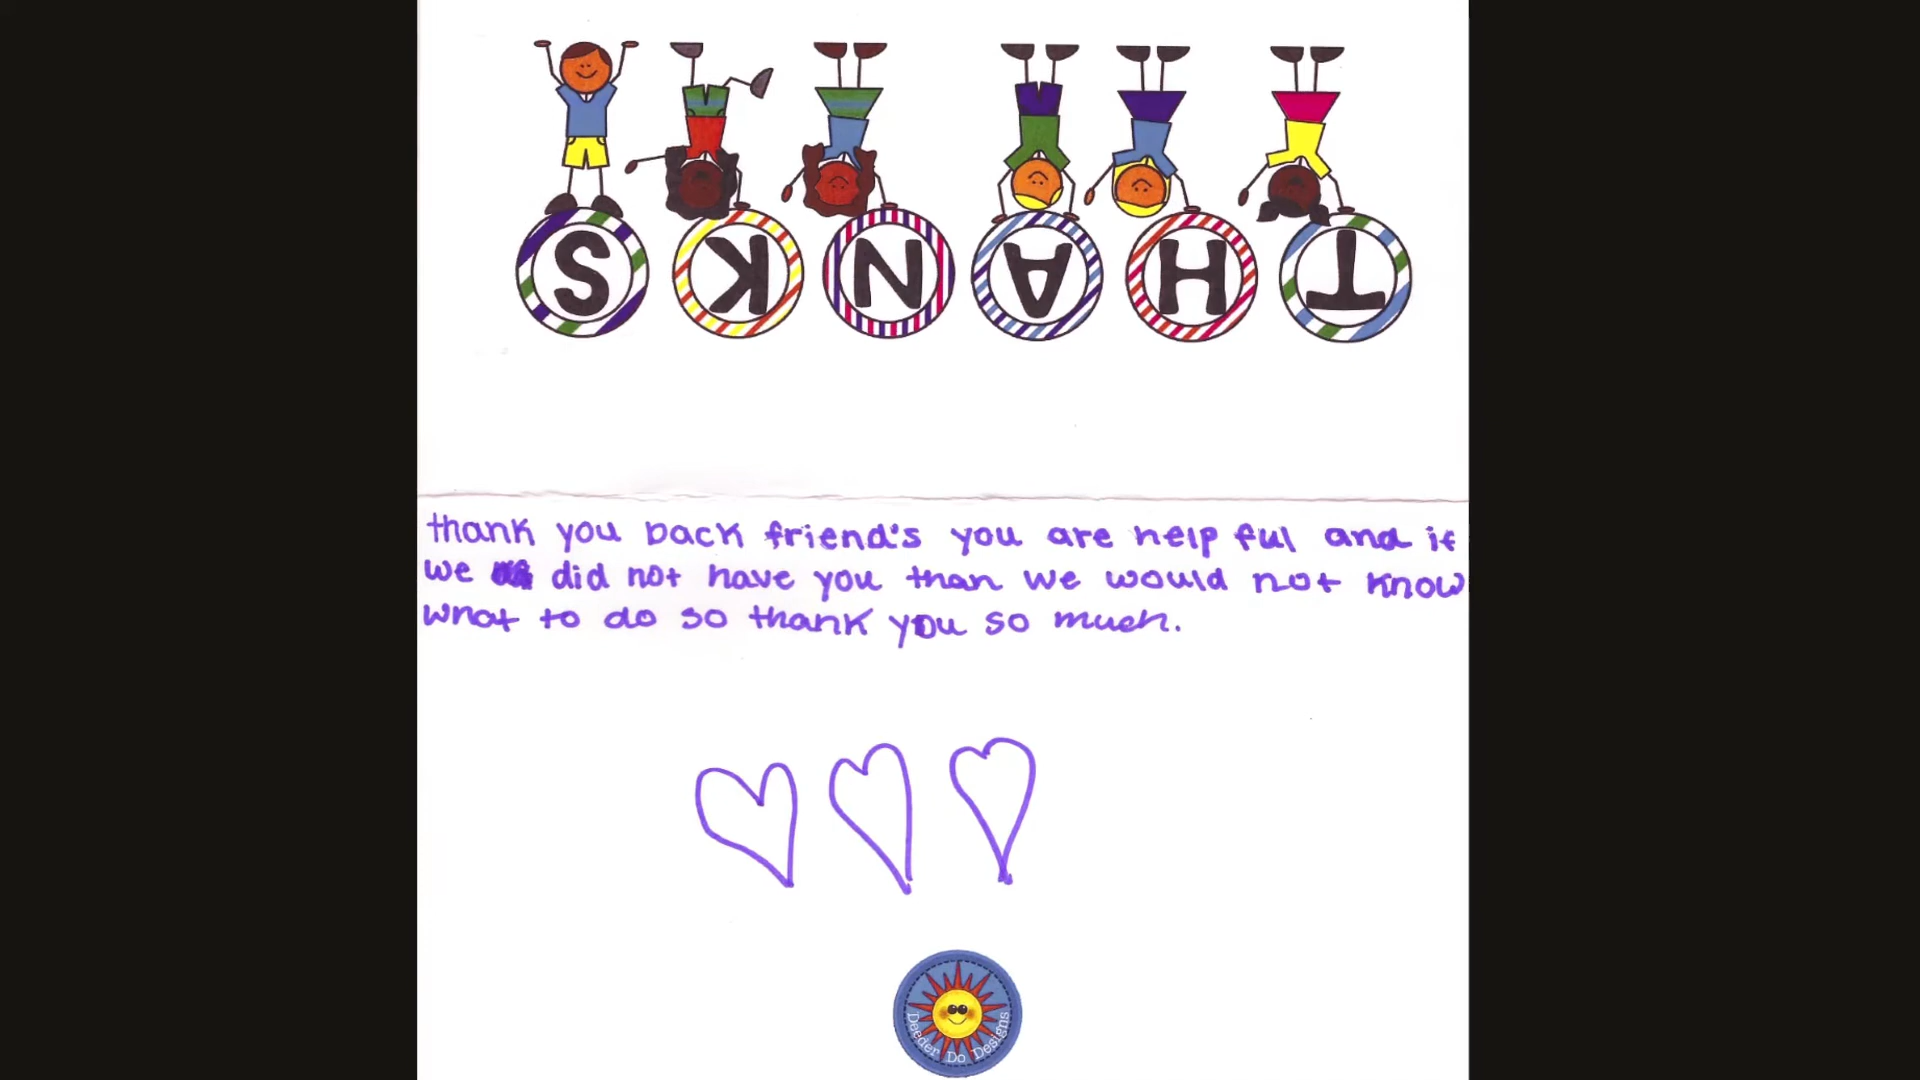 THANKS
thank you back friend's you are help ful and if
we did not have you than we would not know
what to do so thank you so much.
Deeder Do Designs